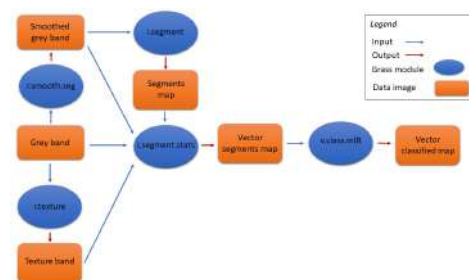 Smoothed
grey band
i.segment
Legend
Input
Output
Grass module
Data image
r.smooth.seg
Segments
map
Grey band
i.segment.stats
Vector
segments map
v.class.mlR
Vector
classified map
r.texture
Texture band